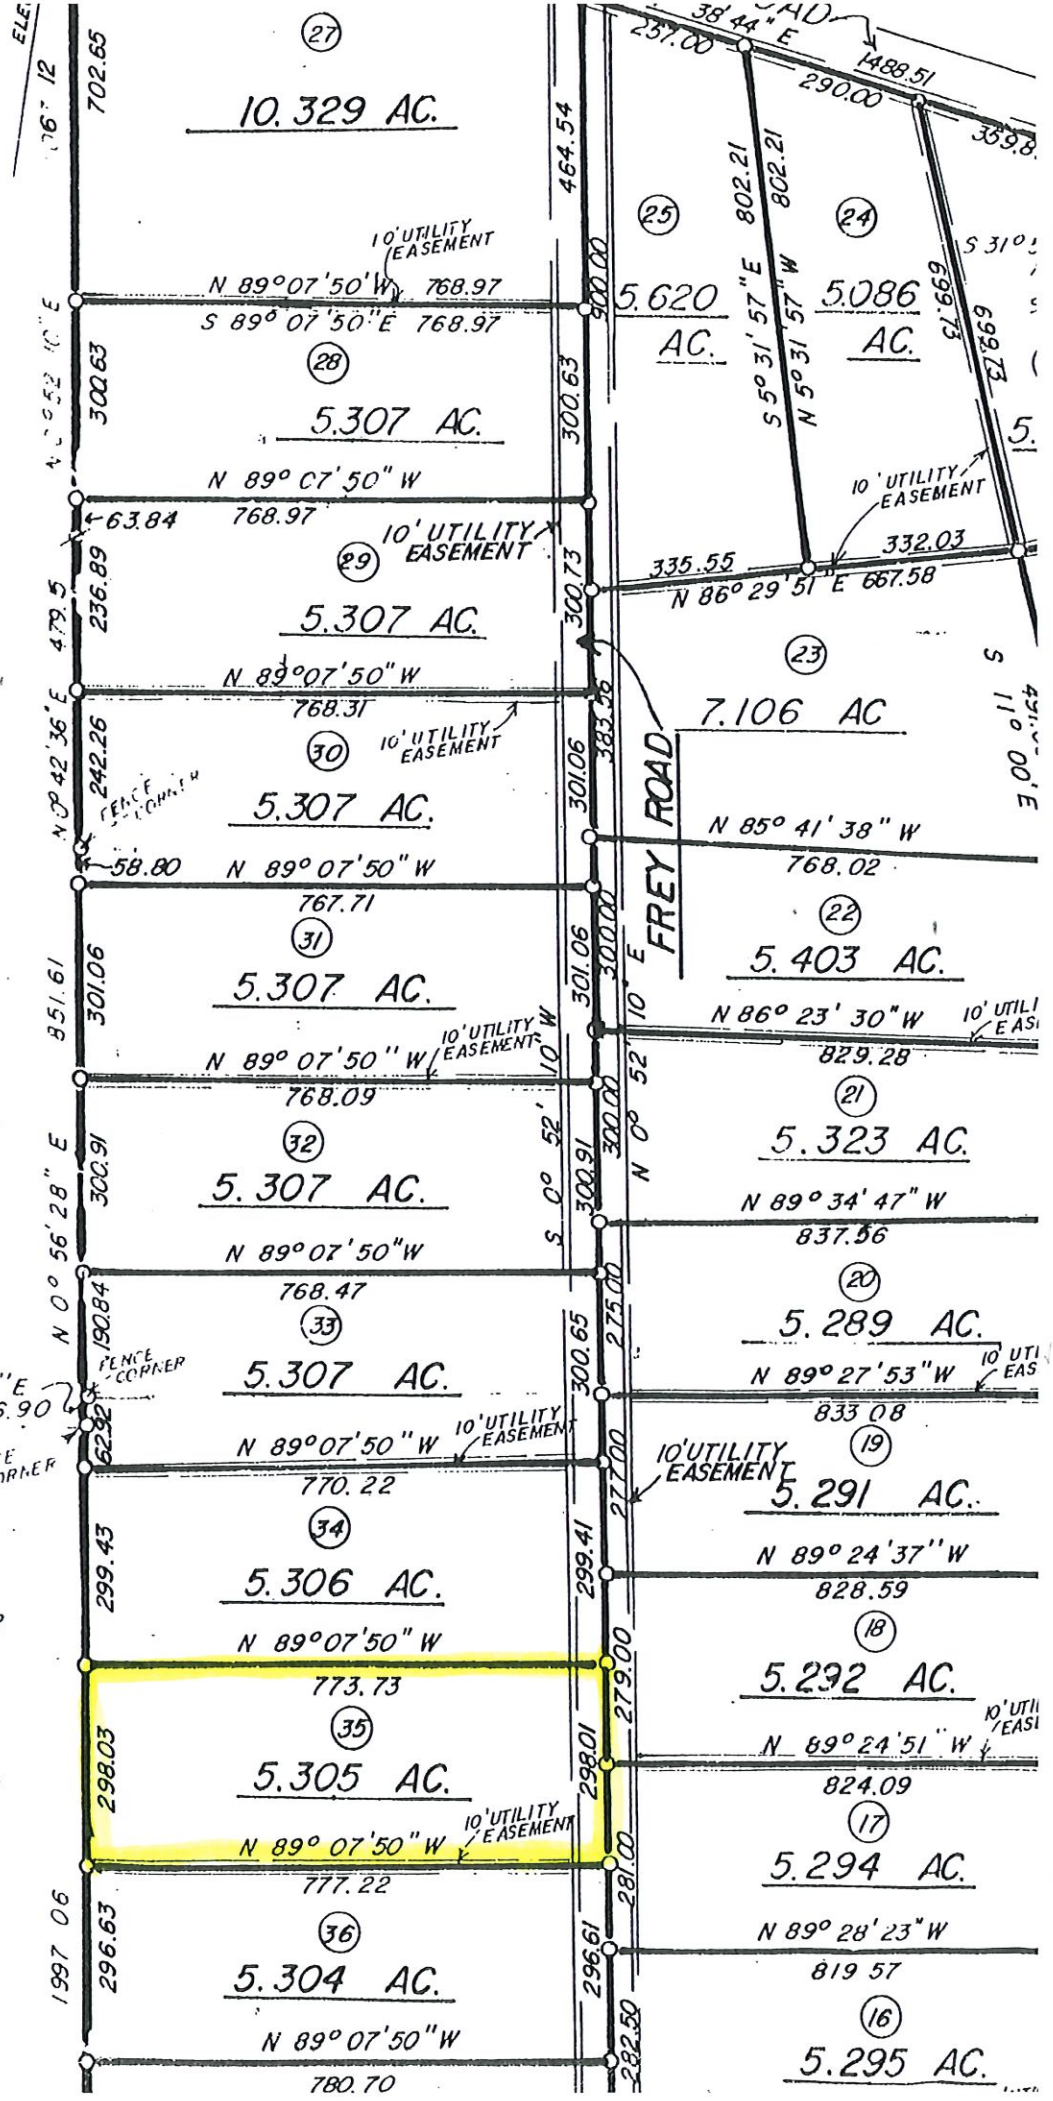 702.65
27
10.329 AC.
464.54
38'44" E
257.00
1488.51
290.00
25
5.620
AC.
802.21
802.21
S 5° 31' 57" E
N 5° 31' 57" W
24
5.086
AC.
699.73
699.73
10' UTILITY
EASEMENT
900.00
10' UTILITY
EASEMENT
N 89° 07' 50" W 768.97
S 89° 07' 50" E 768.97
300.63
28
5.307 AC.
300.63
N 89° 07' 50" W
768.97
63.84
10' UTILITY
EASEMENT
236.89
479.5
29
5.307 AC.
300.73
335.55
332.03
N 86° 29' 51" E 667.58
N 89° 07' 50" W
768.31
10' UTILITY
EASEMENT
N 0° 42' 36" E
242.26
FENCE
CORNER
30
5.307 AC.
301.06
383.56
FREY ROAD
23
7.106 AC
S 11° 00' E
58.80
N 89° 07' 50" W
767.71
N 85° 41' 38" W
768.02
851.61
301.06
31
5.307 AC.
301.06
300.00
22
5.403 AC.
10' UTILITY
EASEMENT
N 89° 07' 50" W
768.09
S 0° 52' 10" W
N 0° 52' 10" E
N 86° 23' 30" W
829.28
N 0° 56' 28" E
300.91
32
5.307 AC.
300.91
300.00
21
5.323 AC.
N 89° 07' 50" W
768.47
N 89° 34' 47" W
837.56
190.84
FENCE
CORNER
62.92
33
5.307 AC.
300.65
275.00
20
5.289 AC.
10' UTILITY
EASEMENT
N 89° 07' 50" W
770.22
N 89° 27' 53" W
833.08
299.43
34
5.306 AC.
299.41
277.00
10' UTILITY
EASEMENT
19
5.291 AC.
N 89° 07' 50" W
773.73
N 89° 24' 37" W
828.59
298.03
35
5.305 AC.
298.01
279.00
18
5.292 AC.
10' UTILITY
EASEMENT
N 89° 07' 50" W
777.22
N 89° 24' 51" W
824.09
281.00
17
5.294 AC.
1997 06
296.63
36
5.304 AC.
296.61
N 89° 28' 23" W
819 57
N 89° 07' 50" W
780.70
282.50
16
5.295 AC.